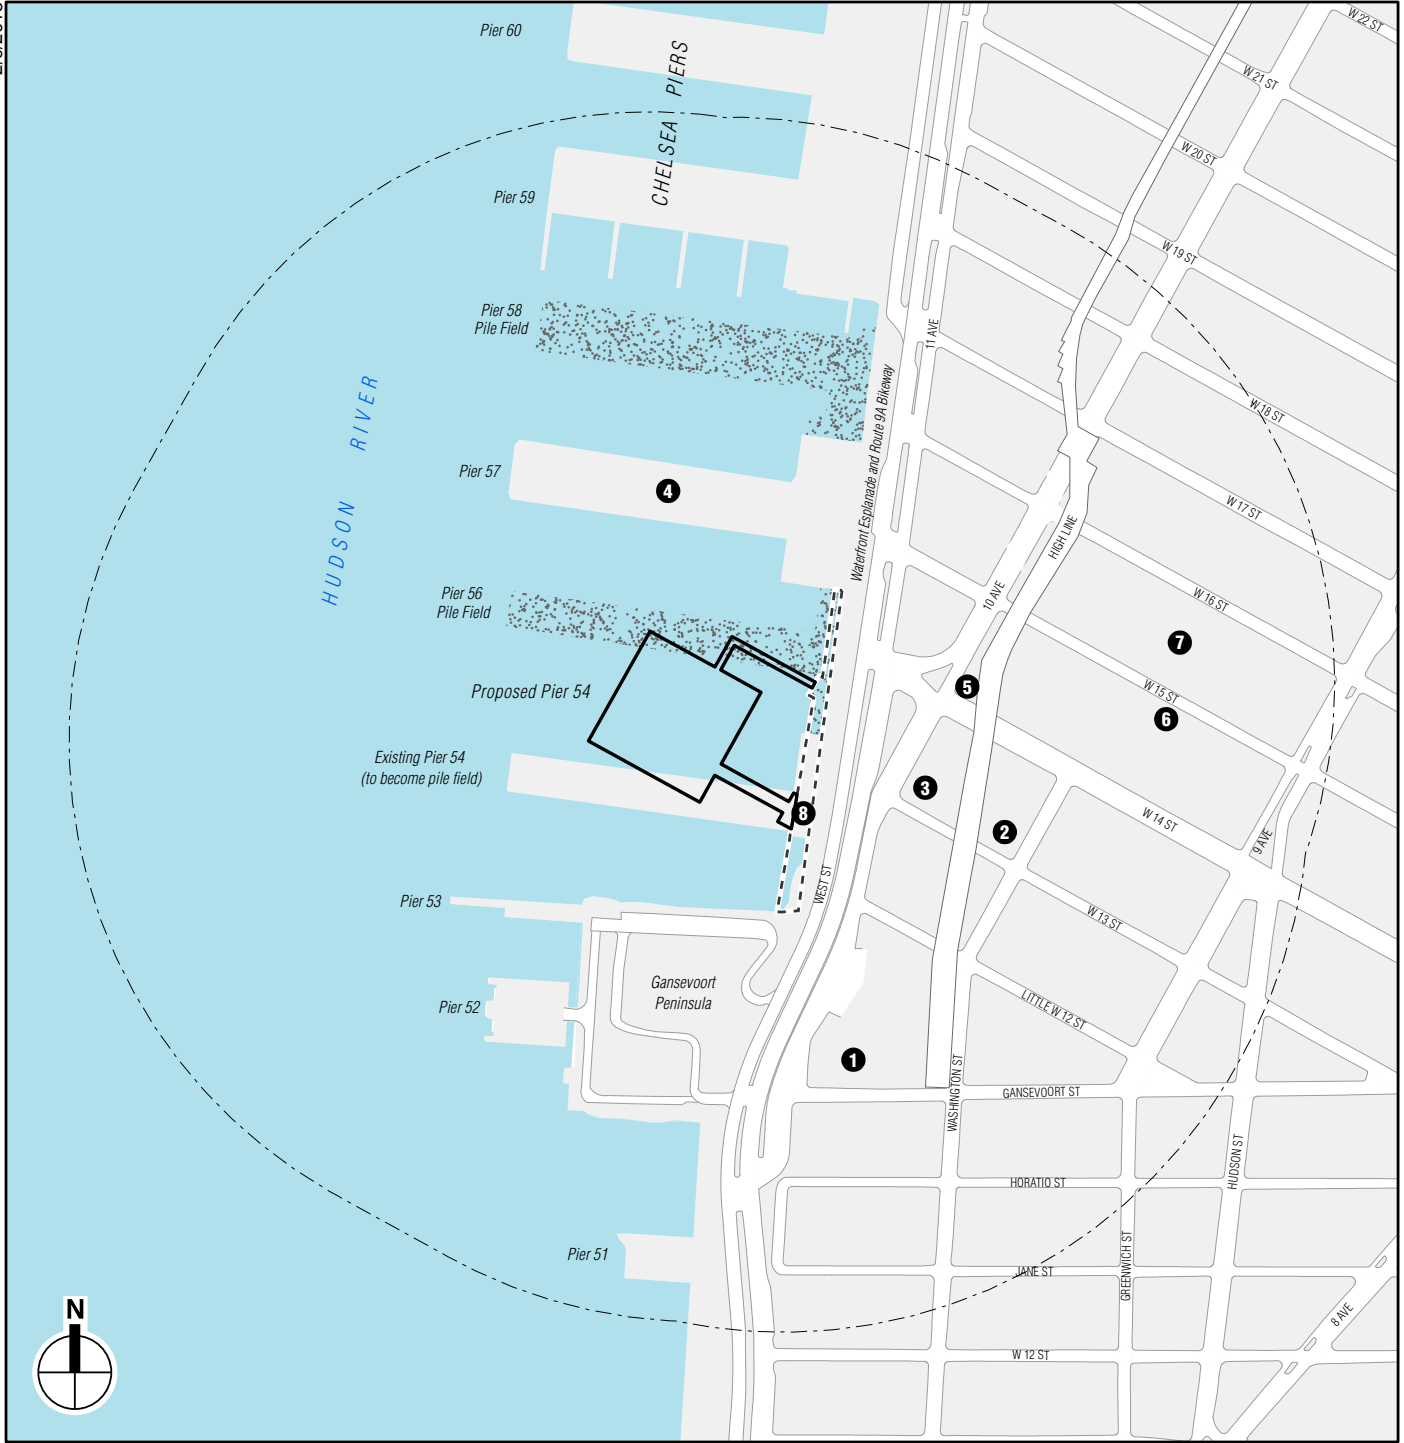 Pier 60
CHELSEA PIERS
W 22 ST
W 21 ST
W 20 ST
Pier 59
W 19 ST
Pier 58
Pile Field
11 AVE
HUDSON RIVER
Waterfront Esplanade and Route 9A Bikeway
W 18 ST
Pier 57
4
W 17 ST
HIGH LINE
10 AVE
Pier 56
Pile Field
W 16 ST
7
Proposed Pier 54
5
W 15 ST
6
Existing Pier 54
(to become pile field)
3
8
2
W 14 ST
9 AVE
WEST ST
Pier 53
W 13 ST
Gansevoort
Peninsula
Pier 52
LITTLE W 12 ST
1
WASHINGTON ST
GANSEVOORT ST
HUDSON ST
HORATIO ST
Pier 51
GREENWICH ST
JANE ST
8 AVE
W 12 ST
N